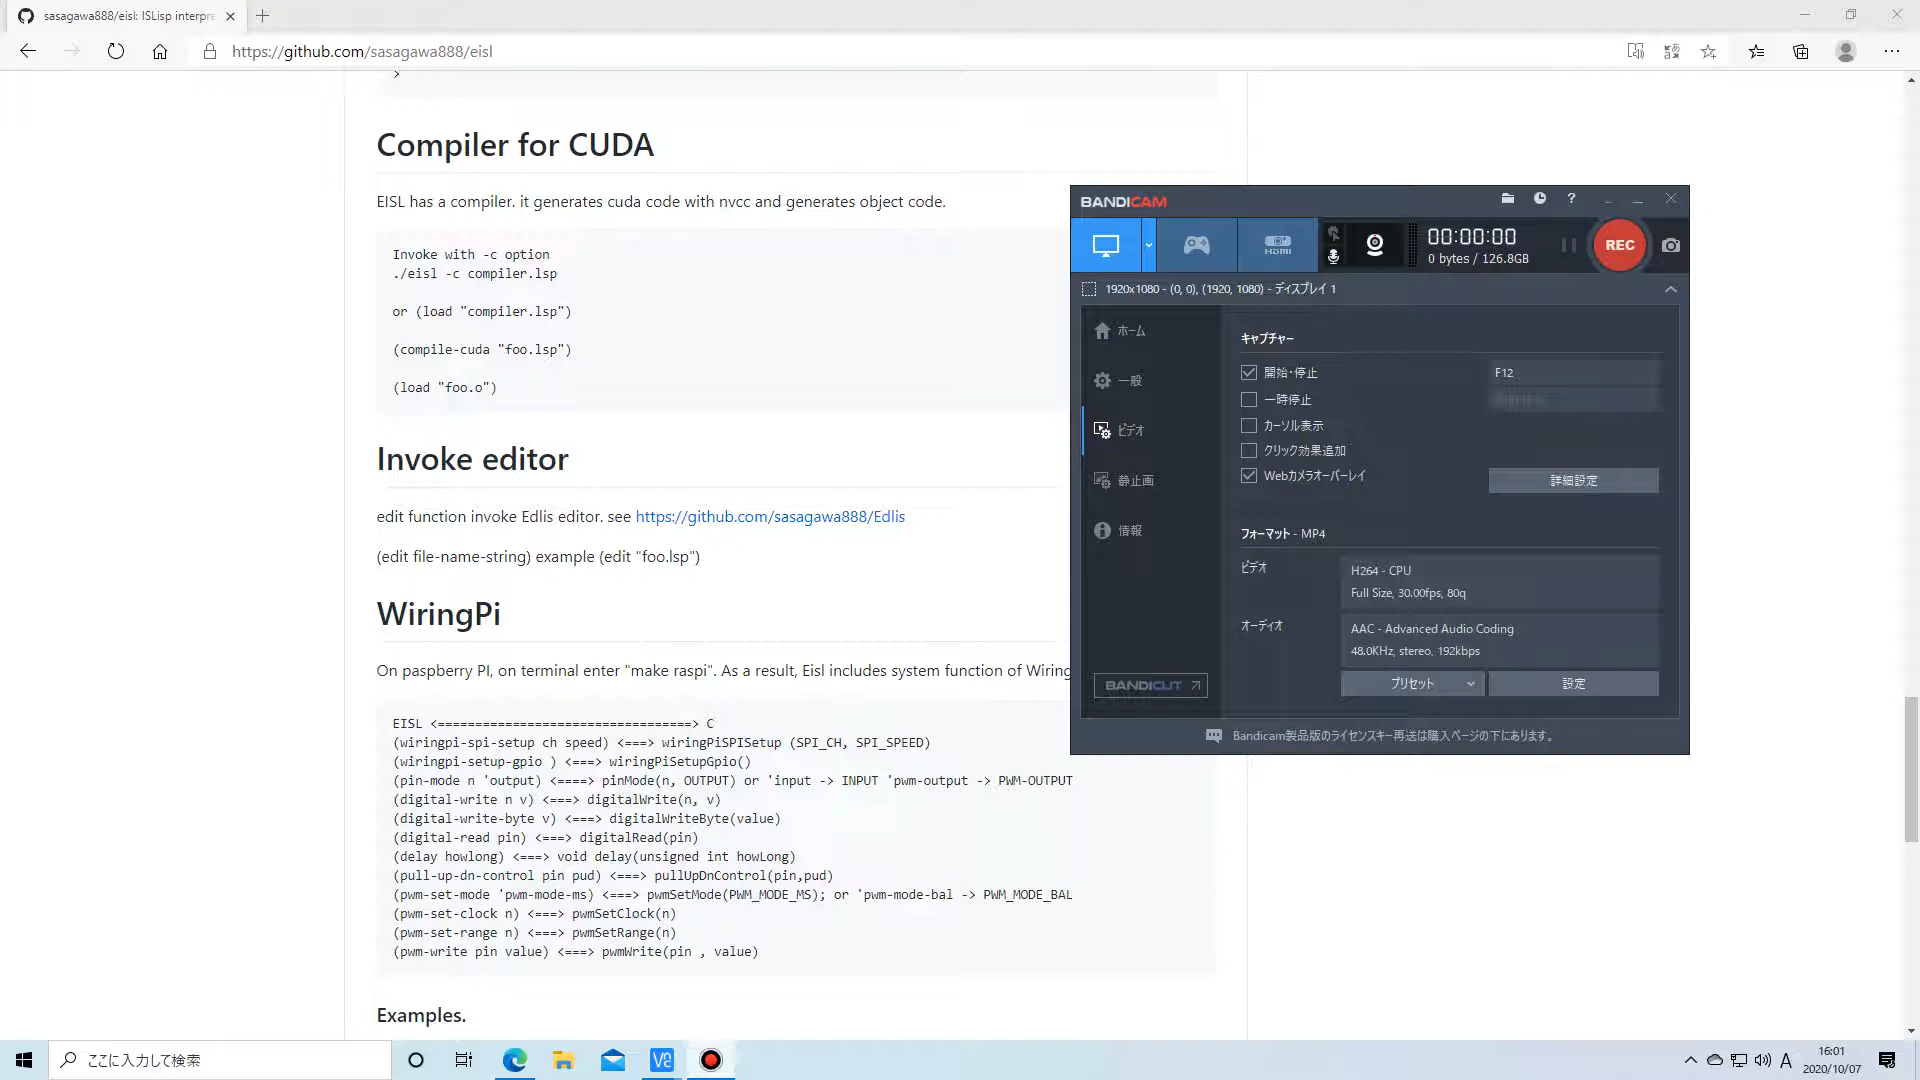 sasagawa888/eisl: ISLisp interpre
https://github.com/sasagawa888/eisl
>
Compiler for CUDA
EISL has a compiler. it generates cuda code with nvcc and generates object code.
Invoke with -c option
./eisl -c compiler.lsp
or (load "compiler.lsp")
(compile-cuda "foo.lsp")
(load "foo.o")
Invoke editor
edit function invoke Edlis editor. see https://github.com/sasagawa888/Edlis
(edit file-name-string) example (edit "foo.lsp")
WiringPi
On paspberry PI, on terminal enter "make raspi". As a result, Eisl includes system function of Wiring
EISL <==================================> C
(wiringpi-spi-setup ch speed) <===> wiringPiSPISetup (SPI_CH, SPI_SPEED)
(wiringpi-setup-gpio ) <===> wiringPiSetupGpio()
(pin-mode n 'output) <====> pinMode(n, OUTPUT) or 'input -> INPUT 'pwm-output -> PWM-OUTPUT
(digital-write n v) <===> digitalWrite(n, v)
(digital-write-byte v) <===> digitalWriteByte(value)
(digital-read pin) <===> digitalRead(pin)
(delay howlong) <===> void delay(unsigned int howLong)
(pull-up-dn-control pin pud) <===> pullUpDnControl(pin,pud)
(pwm-set-mode 'pwm-mode-ms) <===> pwmSetMode(PWM_MODE_MS); or 'pwm-mode-bal -> PWM_MODE_BAL
(pwm-set-clock n) <===> pwmSetClock(n)
(pwm-set-range n) <===> pwmSetRange(n)
(pwm-write pin value) <===> pwmWrite(pin , value)
Examples.
BANDICAM
?
HDMI
00:00:00
0 bytes / 126.8GB
REC
1920x1080 - (0, 0), (1920, 1080) - ディスプレイ 1
ホーム
一般
ビデオ
静止画
情報
BANDICUT
キャプチャー
開始・停止
F12
一時停止
カーソル表示
クリック効果追加
Webカメラオーバーレイ
詳細設定
フォーマット - MP4
ビデオ
H264 - CPU
Full Size, 30.00fps, 80q
オーディオ
AAC - Advanced Audio Coding
48.0KHz, stereo, 192kbps
プリセット
設定
Bandicam製品版のライセンスキー再送は購入ページの下にあります。
ここに入力して検索
A
16:01
2020/10/07